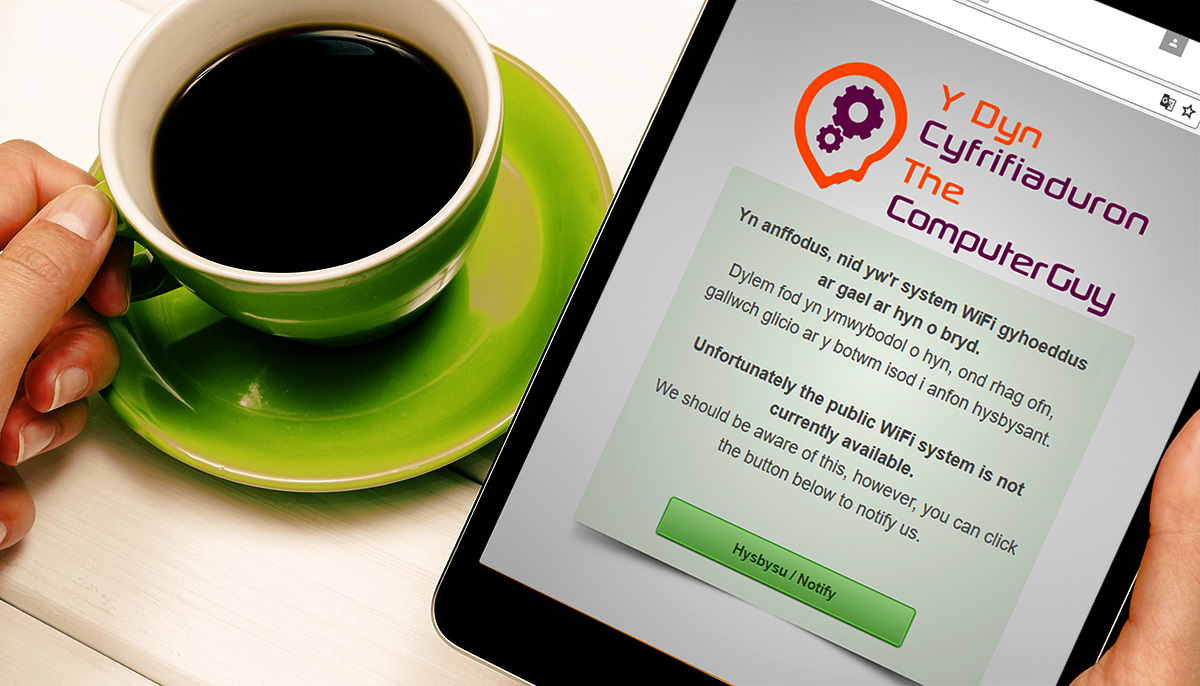 Y Dyn
Cyfrifiaduron
The
ComputerGuy
Yn anffodus, nid yw'r system WiFi gyhoeddus
ar gael ar hyn o bryd.
Dylem fod yn ymwybodol o hyn, ond rhag ofn,
gallwch glicio ar y botwm isod i anfon hysbysant.
Unfortunately the public WiFi system is not
currently available.
We should be aware of this, however, you can click
the button below to notify us.
Hysbysu / Notify